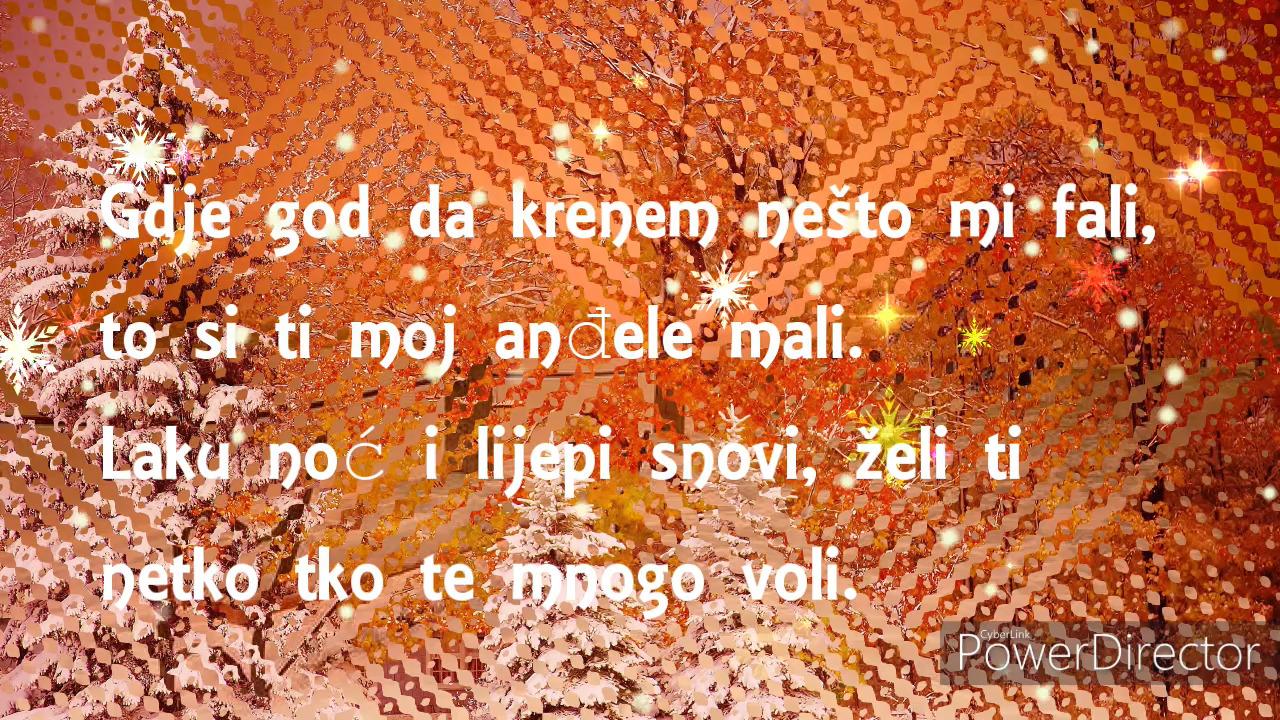 Gdje god da krenem nešto mi fali,
to si ti moj anđele mali.
Laku noć i lijepi snovi, želi ti
netko tko te mnogo voli.
CyberLink
PowerDirector